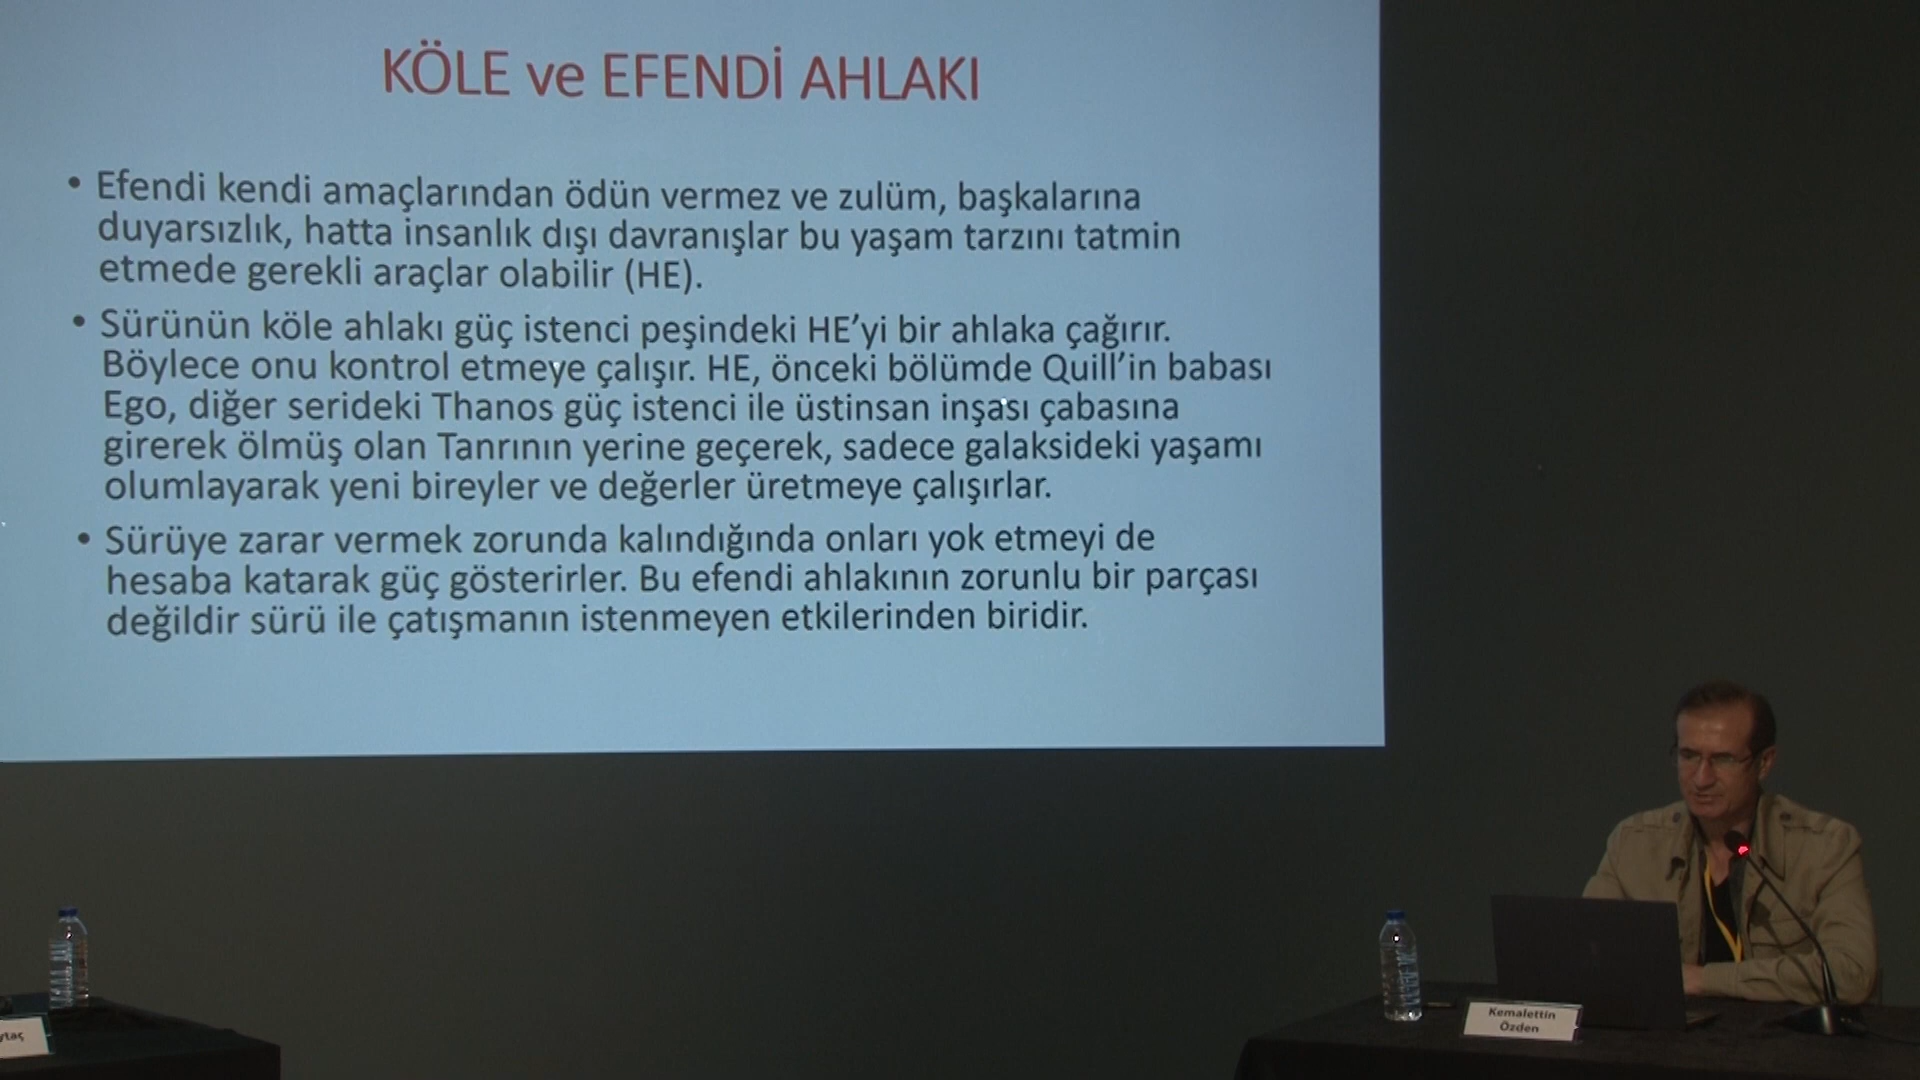 KÖLE ve EFENDİ AHLAKI
• Efendi kendi amaçlarından ödün vermez ve zulüm, başkalarına
duyarsızlık, hatta insanlık dışı davranışlar bu yaşam tarzını tatmin
etmede gerekli araçlar olabilir (HE).
• Sürünün köle ahlakı güç istenci peşindeki HE’yi bir ahlaka çağırır.
Böylece onu kontrol etmeye çalışır. HE, önceki bölümde Quill’in babası
Ego, diğer serideki Thanos güç istenci ile üstinsan inşası çabasına
girerek ölmüş olan Tanrının yerine geçerek, sadece galaksideki yaşamı
olumlayarak yeni bireyler ve değerler üretmeye çalışırlar.
• Sürüye zarar vermek zorunda kalındığında onları yok etmeyi de
hesaba katarak güç gösterirler. Bu efendi ahlakının zorunlu bir parçası
değildir sürü ile çatışmanın istenmeyen etkilerinden biridir.
Kemalettin
Özden
ytaç